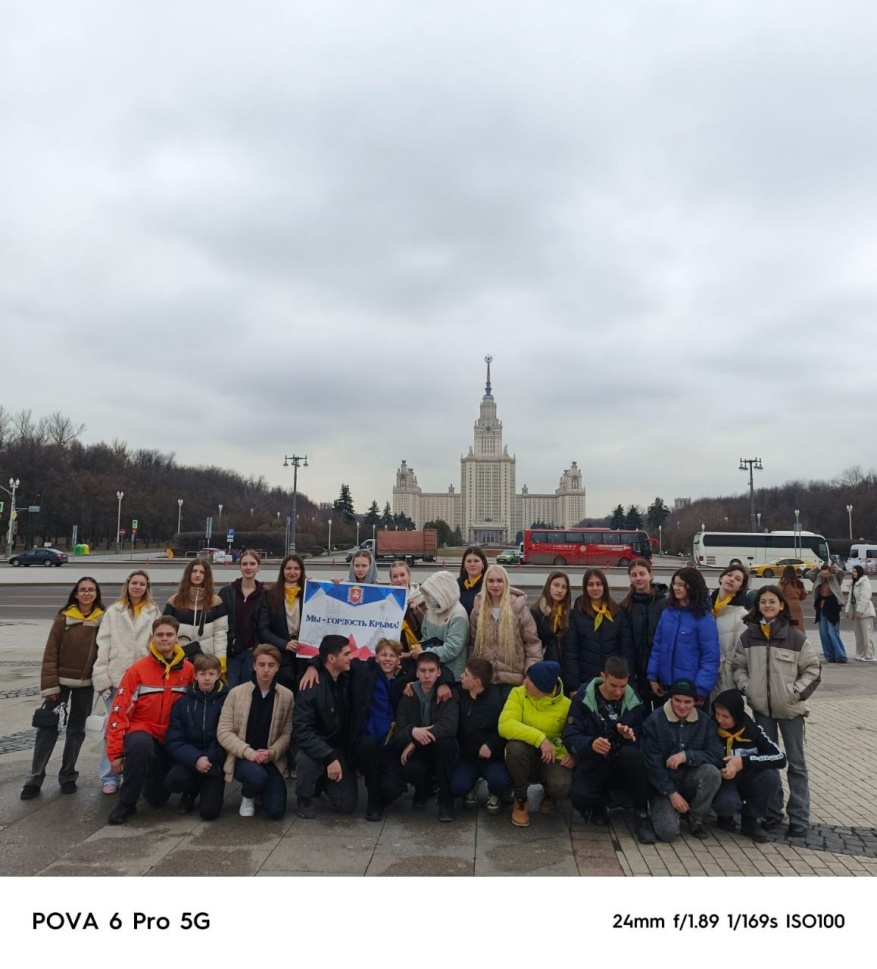 Мы - гордость Крыма!
POVA 6 Pro 5G
24mm f/1.89 1/169s ISO100